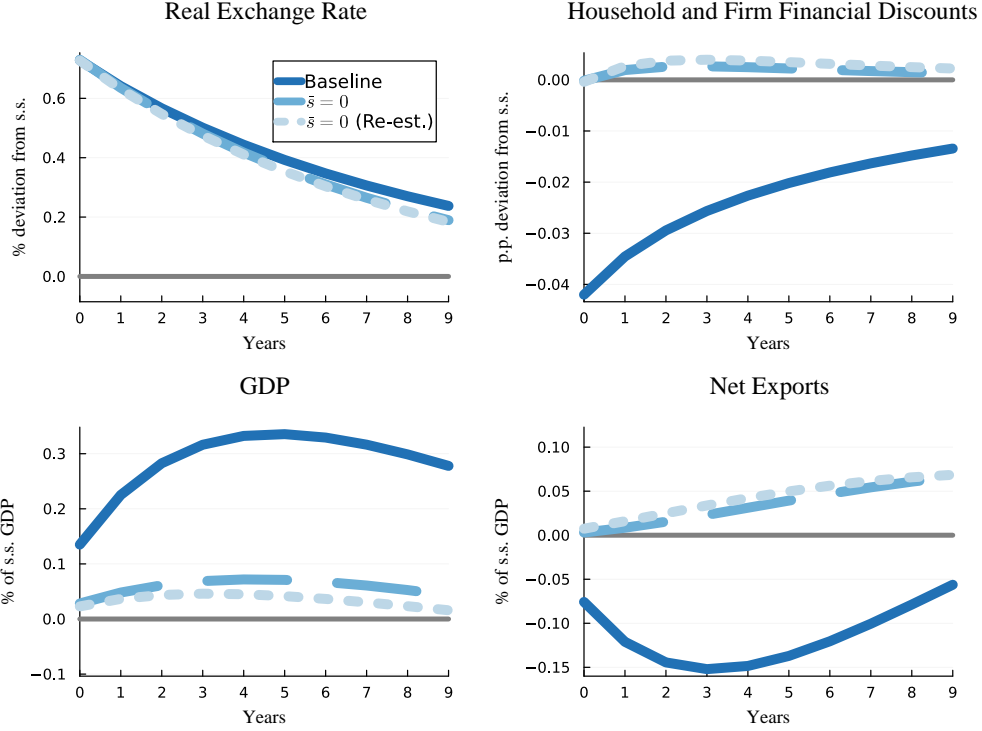 Real Exchange Rate
% deviation from s.s.
0.6
0.4
0.2
0.0
Baseline
s̄ = 0
s̄ = 0 (Re-est.)
0 1 2 3 4 5 6 7 8 9
Years
Household and Firm Financial Discounts
p.p. deviation from s.s.
0.00
−0.01
−0.02
−0.03
−0.04
0 1 2 3 4 5 6 7 8 9
Years
GDP
% of s.s. GDP
0.3
0.2
0.1
0.0
−0.1
0 1 2 3 4 5 6 7 8 9
Years
Net Exports
% of s.s. GDP
0.10
0.05
0.00
−0.05
−0.10
−0.15
0 1 2 3 4 5 6 7 8 9
Years